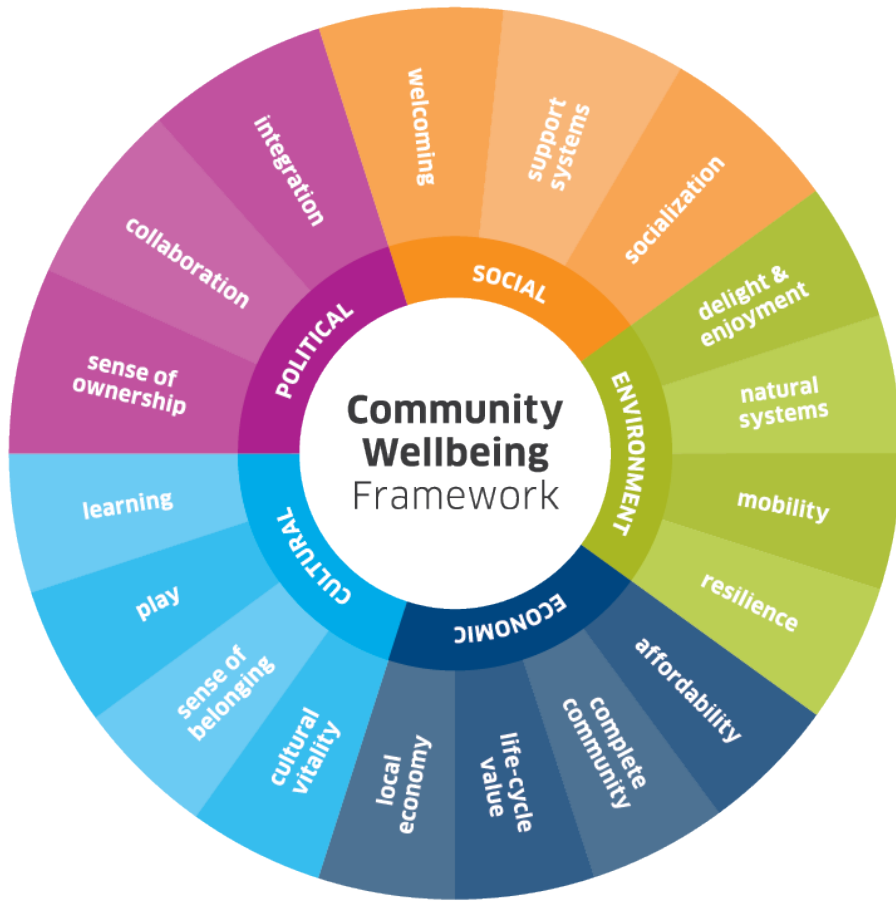 Community
Wellbeing
Framework
SOCIAL
welcoming
support
systems
socialization
ENVIRONMENT
delight &
enjoyment
natural
systems
mobility
resilience
ECONOMIC
affordability
complete
community
life-cycle
value
local
economy
CULTURAL
cultural
vitality
sense of
belonging
play
learning
POLITICAL
sense of
ownership
collaboration
integration